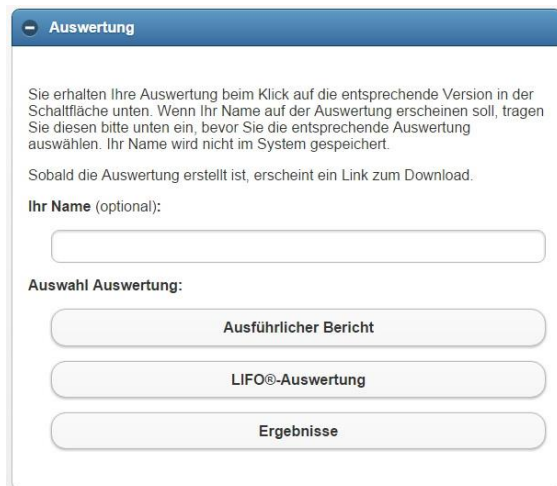 Auswertung
Sie erhalten Ihre Auswertung beim Klick auf die entsprechende Version in der
Schaltfläche unten. Wenn Ihr Name auf der Auswertung erscheinen soll, tragen
Sie diesen bitte unten ein, bevor Sie die entsprechende Auswertung
auswählen. Ihr Name wird nicht im System gespeichert.
Sobald die Auswertung erstellt ist, erscheint ein Link zum Download.
Ihr Name (optional):
Auswahl Auswertung:
Ausführlicher Bericht
LIFO®-Auswertung
Ergebnisse